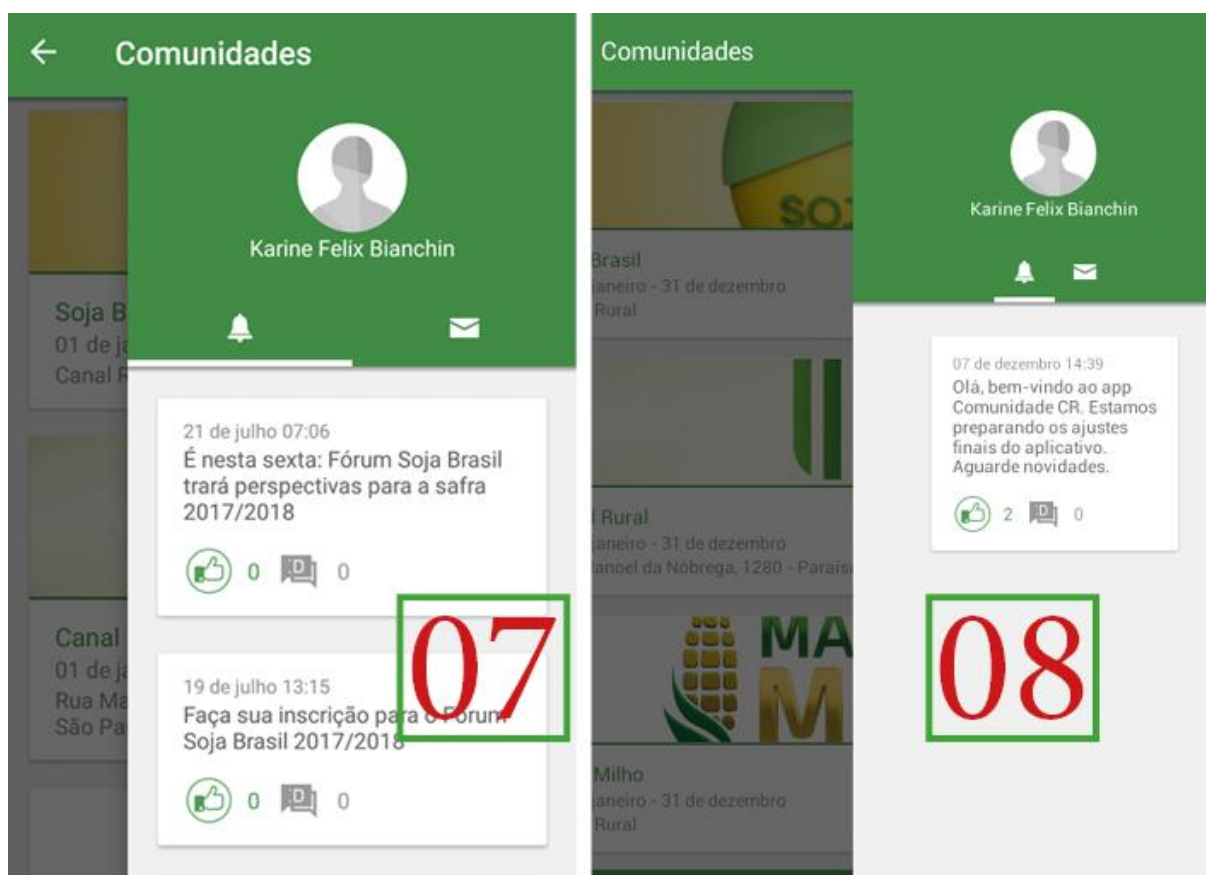 Comunidades
Karine Felix Bianchin
Soja B
01 de ja
Canal R
21 de julho 07:06
É nesta sexta: Fórum Soja Brasil
trará perspectivas para a safra
2017/2018
0 :D 0
07
Canal
01 de ja
Rua Ma
São Pa
19 de julho 13:15
Faça sua inscrição para o Fórum
Soja Brasil 2017/2018
0 :D 0
Comunidades
SOJ
Karine Felix Bianchin
Brasil
janeiro - 31 de dezembro
Rural
07 de dezembro 14:39
Olá, bem-vindo ao app
Comunidade CR. Estamos
preparando os ajustes
finais do aplicativo.
Aguarde novidades.
2 :D 0
l Rural
janeiro - 31 de dezembro
anoel da Nóbrega, 1280 - Paraís
08
MA
M
Milho
janeiro - 31 de dezembro
Rural